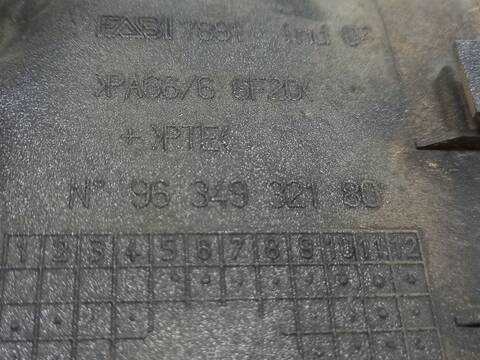 >PA66/6 GF20<
+ >PTE<
N° 96 349 321 80
1 2 3 4 5 6 7 8 9 10 11 12